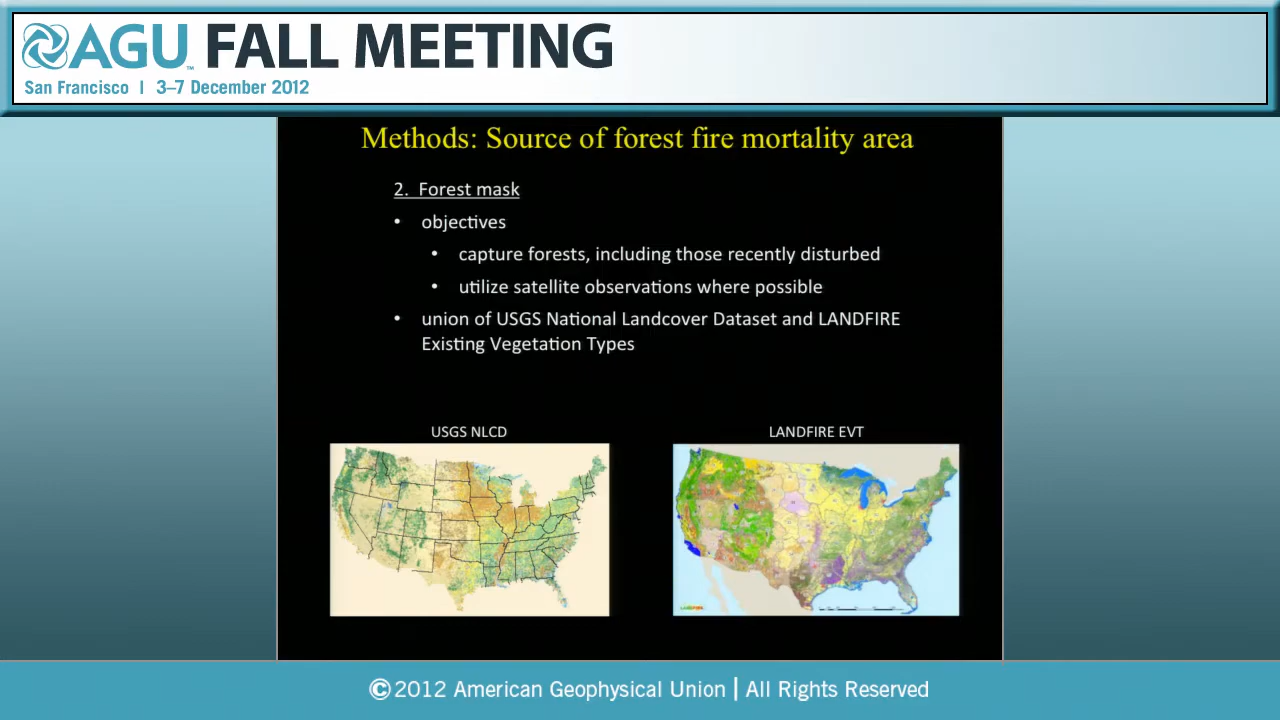 AGU™ FALL MEETING
San Francisco | 3–7 December 2012
Methods: Source of forest fire mortality area
2. Forest mask
• objectives
• capture forests, including those recently disturbed
• utilize satellite observations where possible
• union of USGS National Landcover Dataset and LANDFIRE
Existing Vegetation Types
USGS NLCD
LANDFIRE EVT
©2012 American Geophysical Union | All Rights Reserved